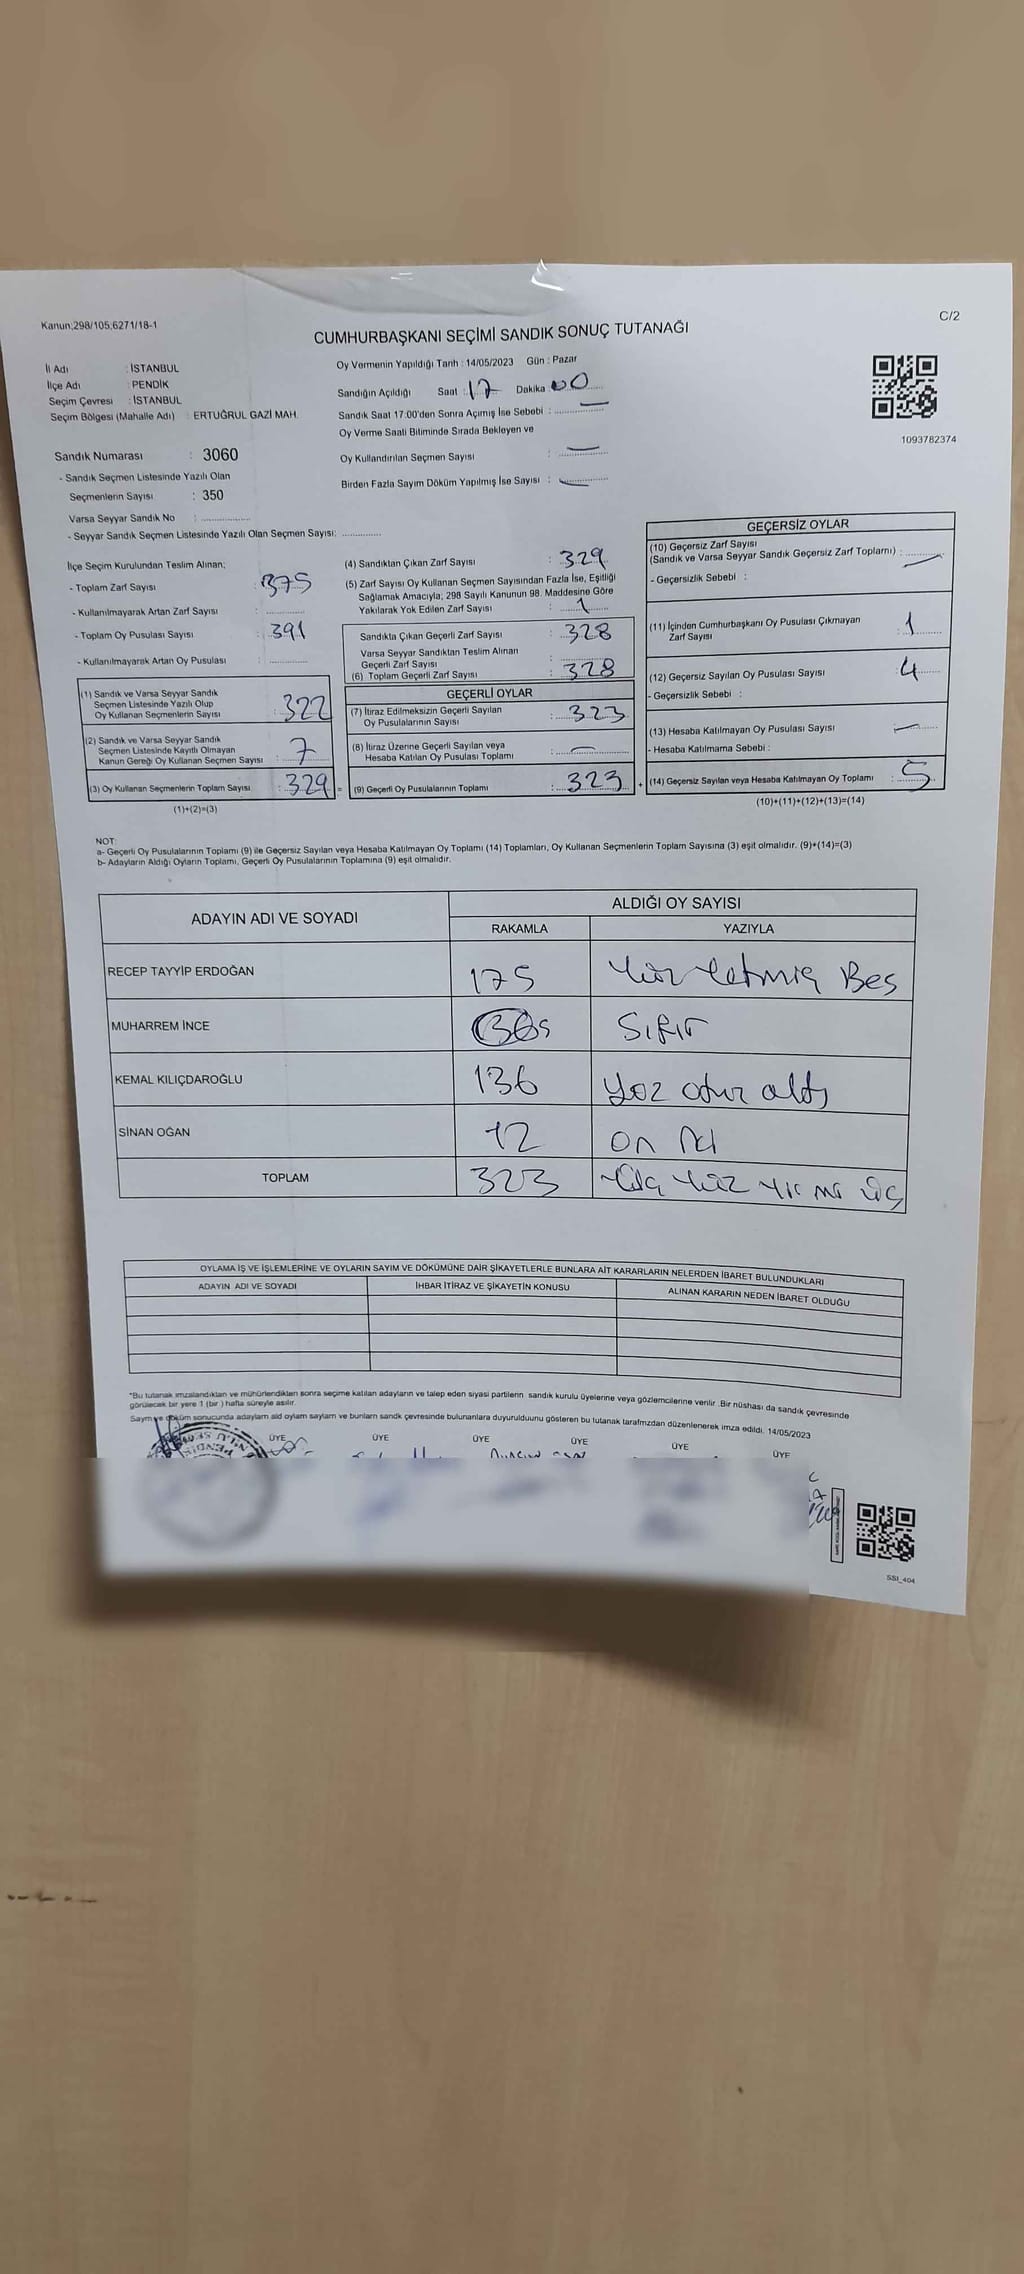 Kanun;298/105,6271/18-1
C/2
CUMHURBAŞKANI SEÇİMİ SANDIK SONUÇ TUTANAĞI
İl Adı : İSTANBUL
İlçe Adı : PENDİK
Seçim Çevresi : İSTANBUL
Seçim Bölgesi (Mahalle Adı) : ERTUĞRUL GAZİ MAH.
Sandık Numarası : 3060
- Sandık Seçmen Listesinde Yazılı Olan
Seçmenlerin Sayısı : 350
Varsa Seyyar Sandık No : ..................
- Seyyar Sandık Seçmen Listesinde Yazılı Olan Seçmen Sayısı: ..............
Oy Vermenin Yapıldığı Tarih : 14/05/2023 Gün : Pazar
Sandığın Açıldığı Saat : 17 Dakika 00
Sandık Saat 17:00'den Sonra Açımış İse Sebebi : —
Oy Verme Saati Bitiminde Sırada Bekleyen ve
Oy Kullandırılan Seçmen Sayısı : —
Birden Fazla Sayım Döküm Yapılmış İse Sayısı : —
1093782374
İlçe Seçim Kurulundan Teslim Alınan;
- Toplam Zarf Sayısı : 375
- Kullanılmayarak Artan Zarf Sayısı : ..............
- Toplam Oy Pusulası Sayısı : 391
- Kullanılmayarak Artan Oy Pusulası : ..............
(1) Sandık ve Varsa Seyyar Sandık
Seçmen Listesinde Yazılı Olup
Oy Kullanan Seçmenlerin Sayısı : 322
(2) Sandık ve Varsa Seyyar Sandık
Seçmen Listesinde Kayıtlı Olmayan
Kanun Gereği Oy Kullanan Seçmen Sayısı : 7
(3) Oy Kullanan Seçmenlerin Toplam Sayısı : 329 =
(1)+(2)=(3)
(4) Sandıktan Çıkan Zarf Sayısı : 329
(5) Zarf Sayısı Oy Kullanan Seçmen Sayısından Fazla İse, Eşitliği
Sağlamak Amacıyla; 298 Sayılı Kanunun 98. Maddesine Göre
Yakılarak Yok Edilen Zarf Sayısı : 1
Sandıkta Çıkan Geçerli Zarf Sayısı : 328
Varsa Seyyar Sandıktan Teslim Alınan
Geçerli Zarf Sayısı : ..............
(6) Toplam Geçerli Zarf Sayısı : 328
GEÇERLİ OYLAR
(7) İtiraz Edilmeksizin Geçerli Sayılan
Oy Pusulalarının Sayısı : 323
(8) İtiraz Üzerine Geçerli Sayılan veya
Hesaba Katılan Oy Pusulası Toplamı : —
(9) Geçerli Oy Pusulalarının Toplamı : 323 +
GEÇERSİZ OYLAR
(10) Geçersiz Zarf Sayısı
(Sandık ve Varsa Seyyar Sandık Geçersiz Zarf Toplamı) : —
- Geçersizlik Sebebi :
(11) İçinden Cumhurbaşkanı Oy Pusulası Çıkmayan
Zarf Sayısı : 1
(12) Geçersiz Sayılan Oy Pusulası Sayısı : 4
- Geçersizlik Sebebi :
(13) Hesaba Katılmayan Oy Pusulası Sayısı : —
- Hesaba Katılmama Sebebi :
(14) Geçersiz Sayılan veya Hesaba Katılmayan Oy Toplamı : 5
(10)+(11)+(12)+(13)=(14)
NOT:
a- Geçerli Oy Pusulalarının Toplamı (9) ile Geçersiz Sayılan veya Hesaba Katılmayan Oy Toplamı (14) Toplamları, Oy Kullanan Seçmenlerin Toplam Sayısına (3) eşit olmalıdır. (9)+(14)=(3)
b- Adayların Aldığı Oyların Toplamı, Geçerli Oy Pusulalarının Toplamına (9) eşit olmalıdır.
ADAYIN ADI VE SOYADI
ALDIĞI OY SAYISI
RAKAMLA YAZIYLA
RECEP TAYYİP ERDOĞAN 175 Yüz Yetmiş Beş
MUHARREM İNCE Sıfır
KEMAL KILIÇDAROĞLU 136 Yüz otuz altı
SİNAN OĞAN 12 on iki
TOPLAM 323 Üç Yüz Yirmi üç
OYLAMA İŞ VE İŞLEMLERİNE VE OYLARIN SAYIM VE DÖKÜMÜNE DAİR ŞİKAYETLERLE BUNLARA AİT KARARLARIN NELERDEN İBARET BULUNDUKLARI
ADAYIN ADI VE SOYADI İHBAR İTİRAZ VE ŞİKAYETİN KONUSU ALINAN KARARIN NEDEN İBARET OLDUĞU
"Bu tutanak imzalandıktan ve mühürlendikten sonra seçime katılan adayların ve talep eden siyasi partilerin sandık kurulu üyelerine veya gözlemcilerine verilir .Bir nüshası da sandık çevresinde
görülecek bir yere 1 (bir ) hafta süreyle asılır.
Sayım ve döküm sonucunda adayların aldı oyların sayların ve bunların sandk çevresinde bulunanlara duyurulduunu gösteren bu tutanak tarafmzdan düzenlenerek imza edildi. 14/05/2023
ÜYE ÜYE ÜYE ÜYE ÜYE ÜYE
PENDİK
SSI_404